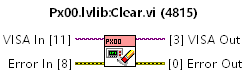 Px00.lvlib:Clear.vi (4815)
VISA In [11]
Px00
[3] VISA Out
Error In [8]
[0] Error Out